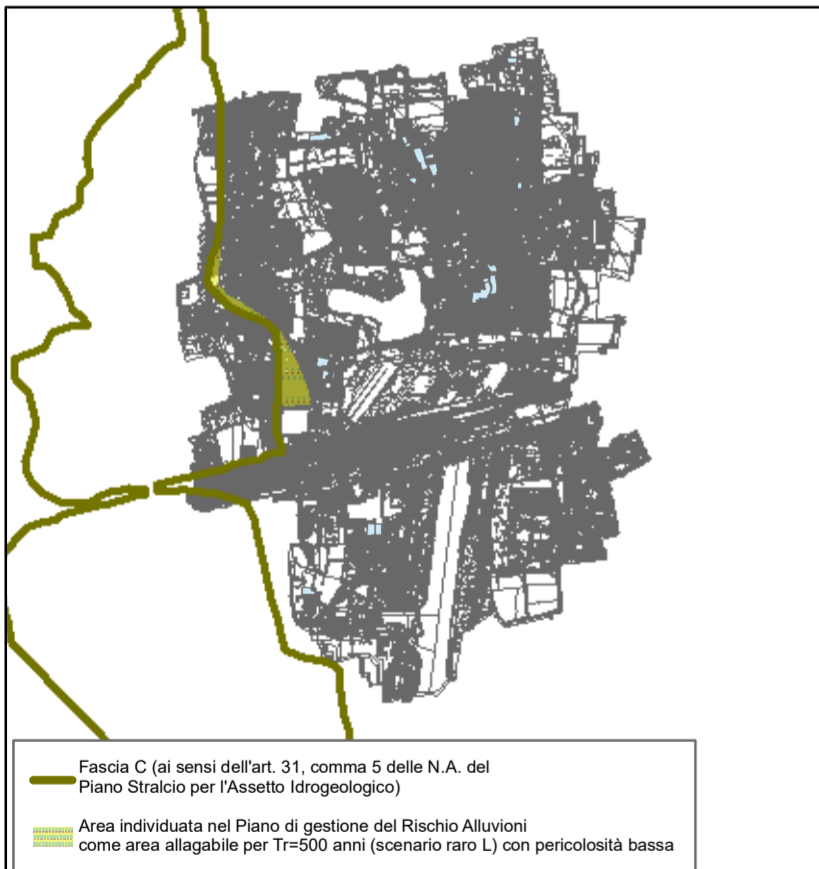 Fascia C (ai sensi dell'art. 31, comma 5 delle N.A. del
Piano Stralcio per l'Assetto Idrogeologico)
Area individuata nel Piano di gestione del Rischio Alluvioni
come area allagabile per Tr=500 anni (scenario raro L) con pericolosità bassa